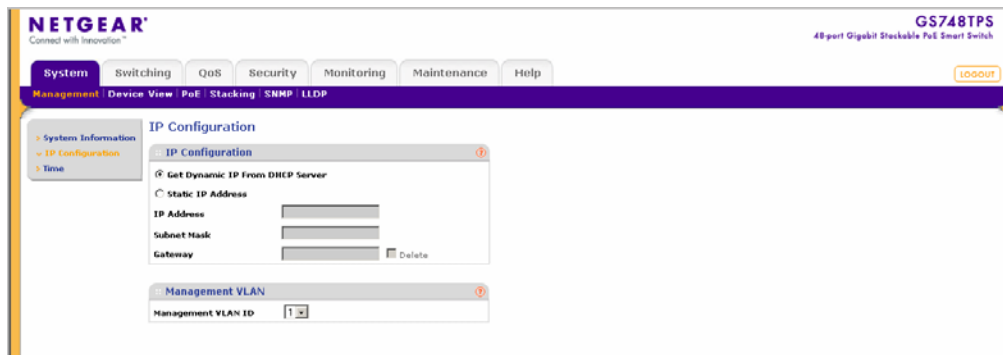 NETGEAR
Connect with Innovation™
GS748TPS
48-port Gigabit Stackable PoE Smart Switch
System Switching QoS Security Monitoring Maintenance Help
LOGOUT
Management Device View PoE Stacking SNMP LLDP
System Information
IP Configuration
Time
IP Configuration
IP Configuration
Get Dynamic IP From DHCP Server
Static IP Address
IP Address
Subnet Mask
Gateway Delete
Management VLAN
Management VLAN ID 1